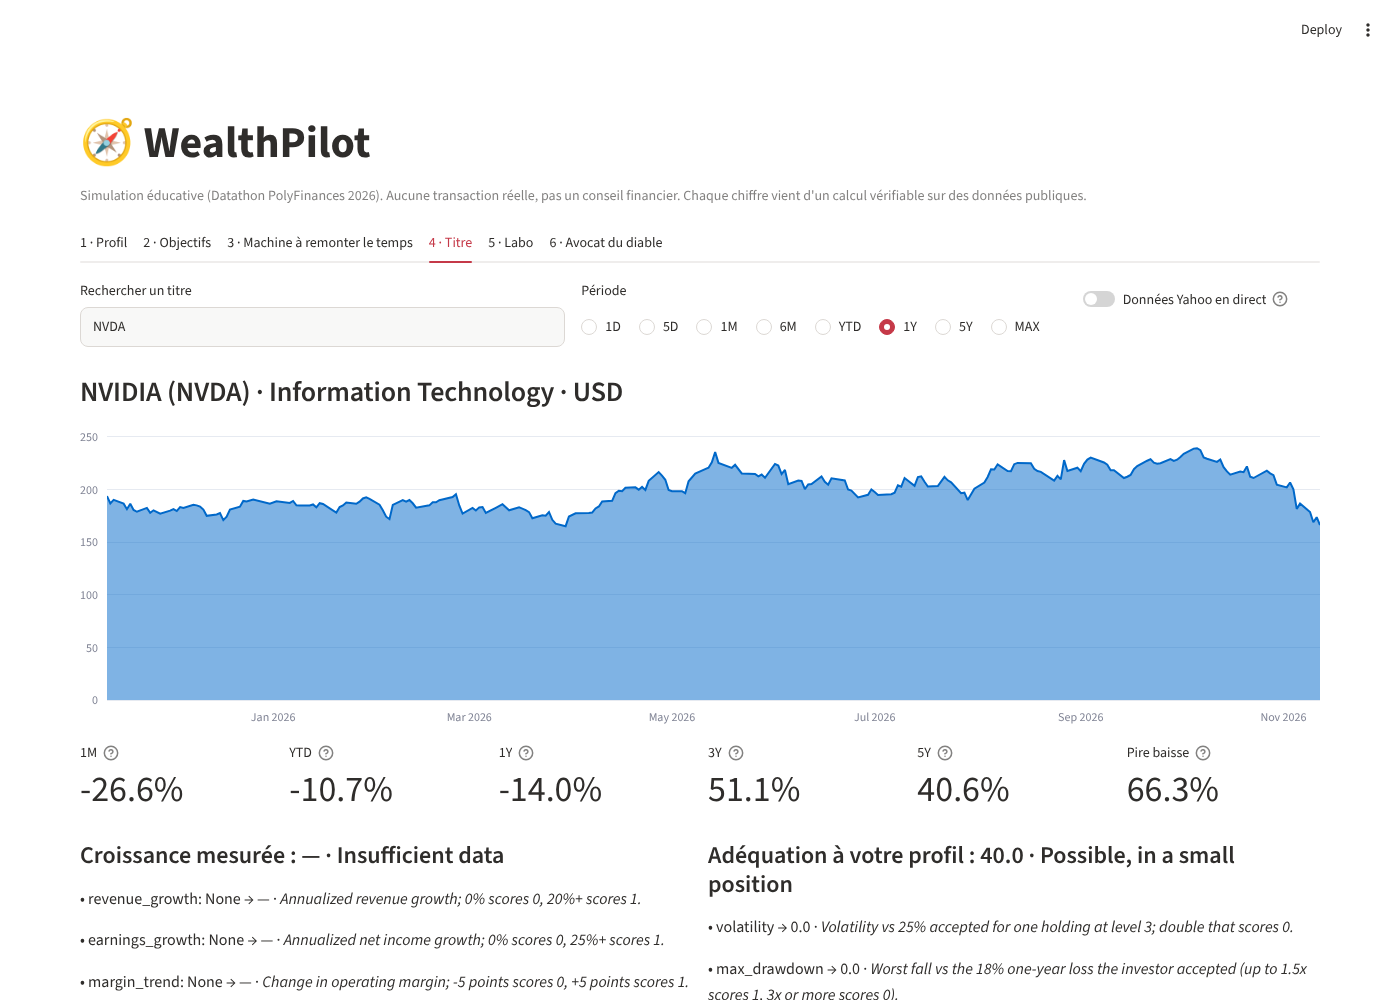 Deploy
WealthPilot
Simulation éducative (Datathon PolyFinances 2026). Aucune transaction réelle, pas un conseil financier. Chaque chiffre vient d'un calcul vérifiable sur des données publiques.
1 · Profil 2 · Objectifs 3 · Machine à remonter le temps 4 · Titre 5 · Labo 6 · Avocat du diable
Rechercher un titre
NVDA
Période
1D 5D 1M 6M YTD 1Y 5Y MAX
Données Yahoo en direct
NVIDIA (NVDA) · Information Technology · USD
250
200
150
100
50
0
Jan 2026 Mar 2026 May 2026 Jul 2026 Sep 2026 Nov 2026
1M YTD 1Y 3Y 5Y Pire baisse
-26.6% -10.7% -14.0% 51.1% 40.6% 66.3%
Croissance mesurée : — · Insufficient data
• revenue_growth: None → — · Annualized revenue growth; 0% scores 0, 20%+ scores 1.
• earnings_growth: None → — · Annualized net income growth; 0% scores 0, 25%+ scores 1.
• margin_trend: None → — · Change in operating margin; -5 points scores 0, +5 points scores 1.
Adéquation à votre profil : 40.0 · Possible, in a small
position
• volatility → 0.0 · Volatility vs 25% accepted for one holding at level 3; double that scores 0.
• max_drawdown → 0.0 · Worst fall vs the 18% one-year loss the investor accepted (up to 1.5x
scores 1, 3x or more scores 0).